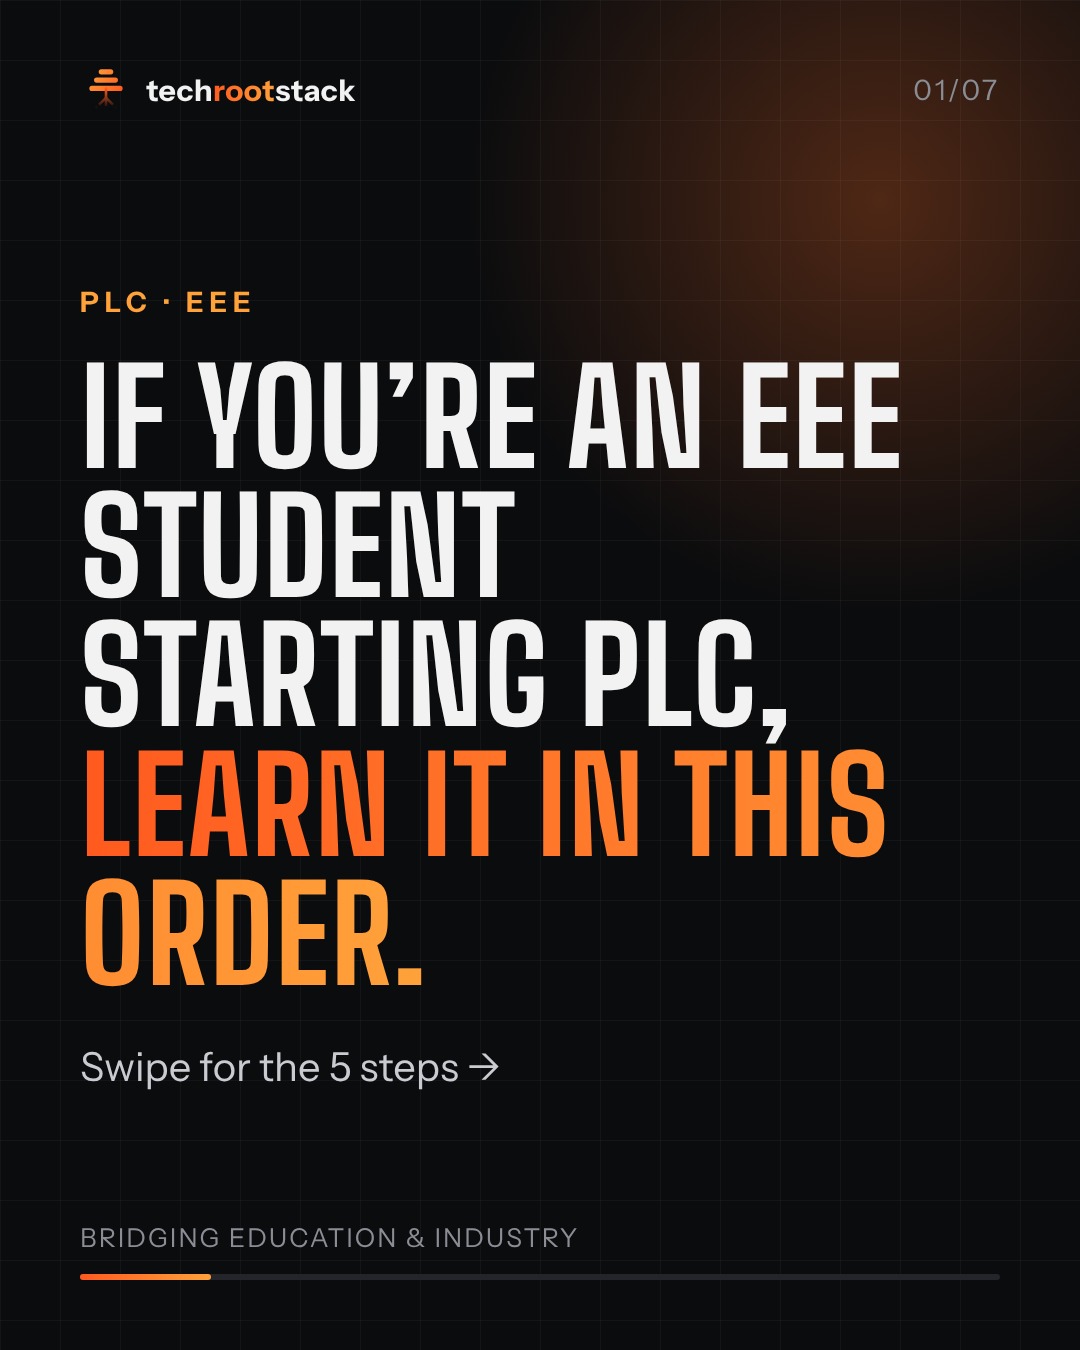 techrootstack
01/07
PLC · EEE
IF YOU’RE AN EEE
STUDENT
STARTING PLC,
LEARN IT IN THIS
ORDER.
Swipe for the 5 steps →
BRIDGING EDUCATION & INDUSTRY